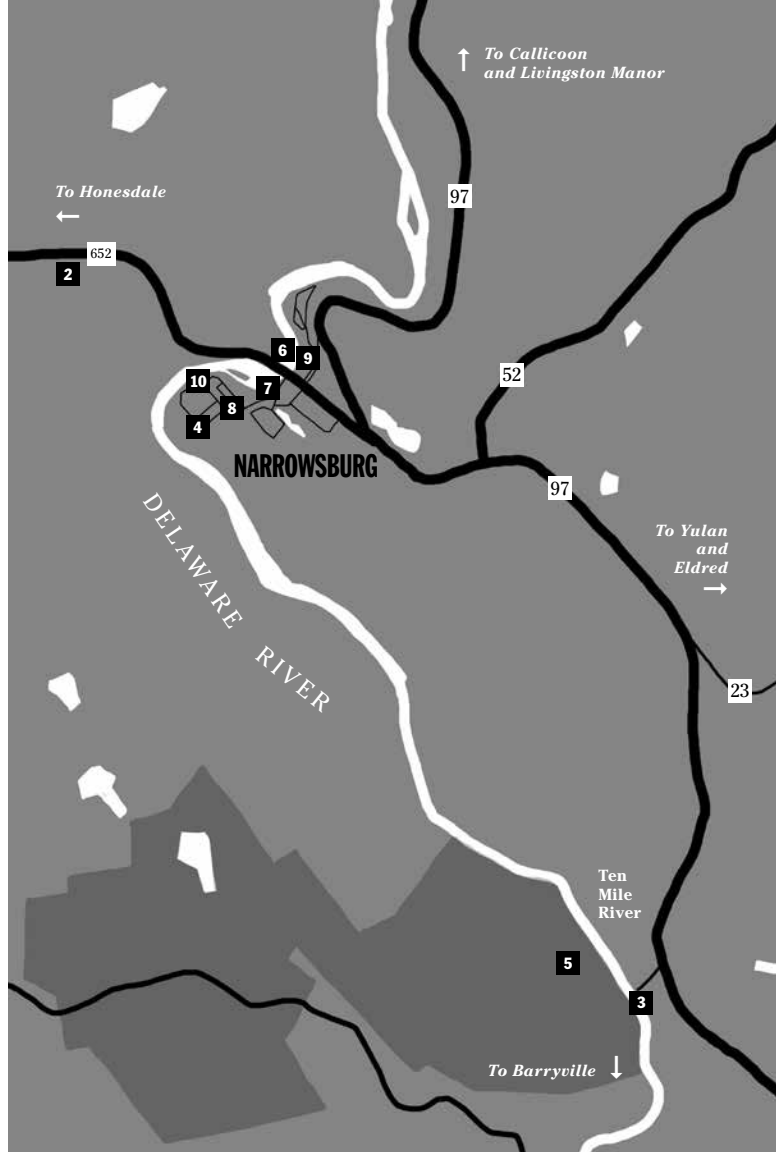 To Callicoon
and Livingston Manor
To Honesdale
97
652
2
6
9
52
10
7
8
4
NARROWSBURG
97
DELAWARE RIVER
To Yulan
and
Eldred
23
Ten
Mile
River
5
3
To Barryville